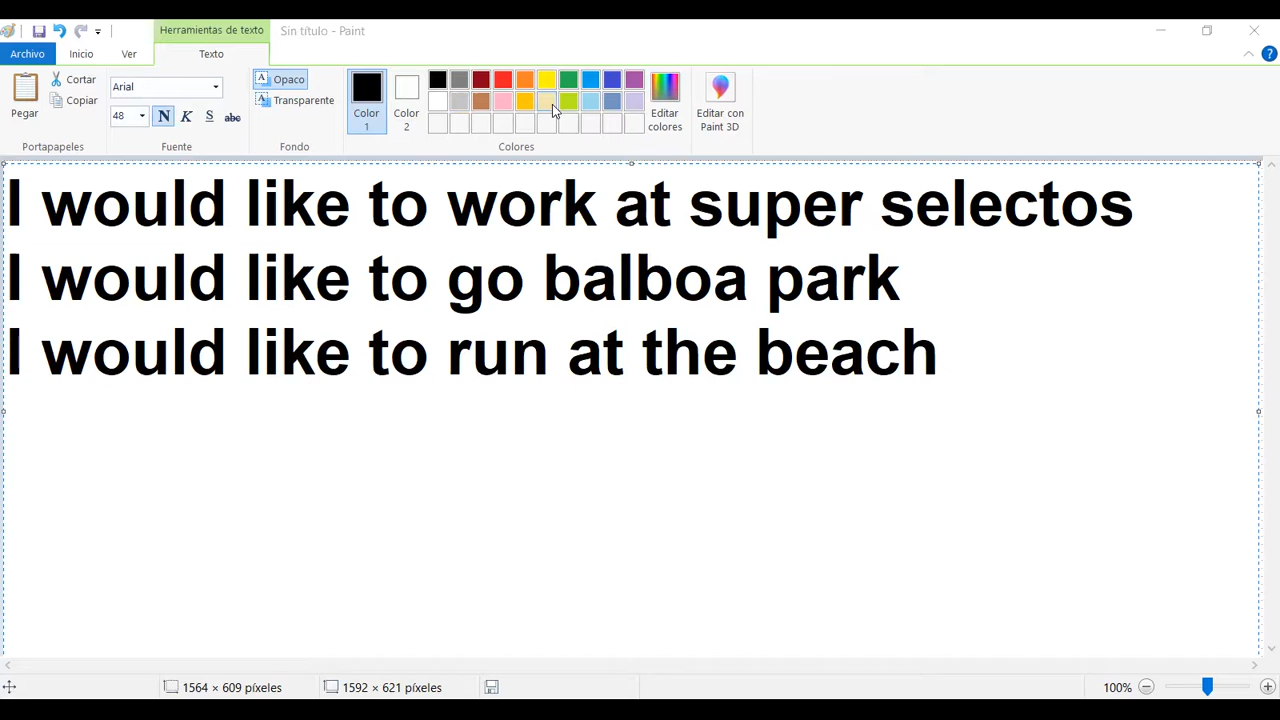 Herramientas de texto
Sin título - Paint
Archivo
Inicio
Ver
Texto
Pegar
Cortar
Copiar
Portapapeles
Arial
48
N K S abc
Fuente
Opaco
Transparente
Fondo
Color 1
Color 2
Colores
Editar colores
Editar con Paint 3D
I would like to work at super selectos
I would like to go balboa park
I would like to run at the beach
1564 × 609 píxeles
1592 × 621 píxeles
100%